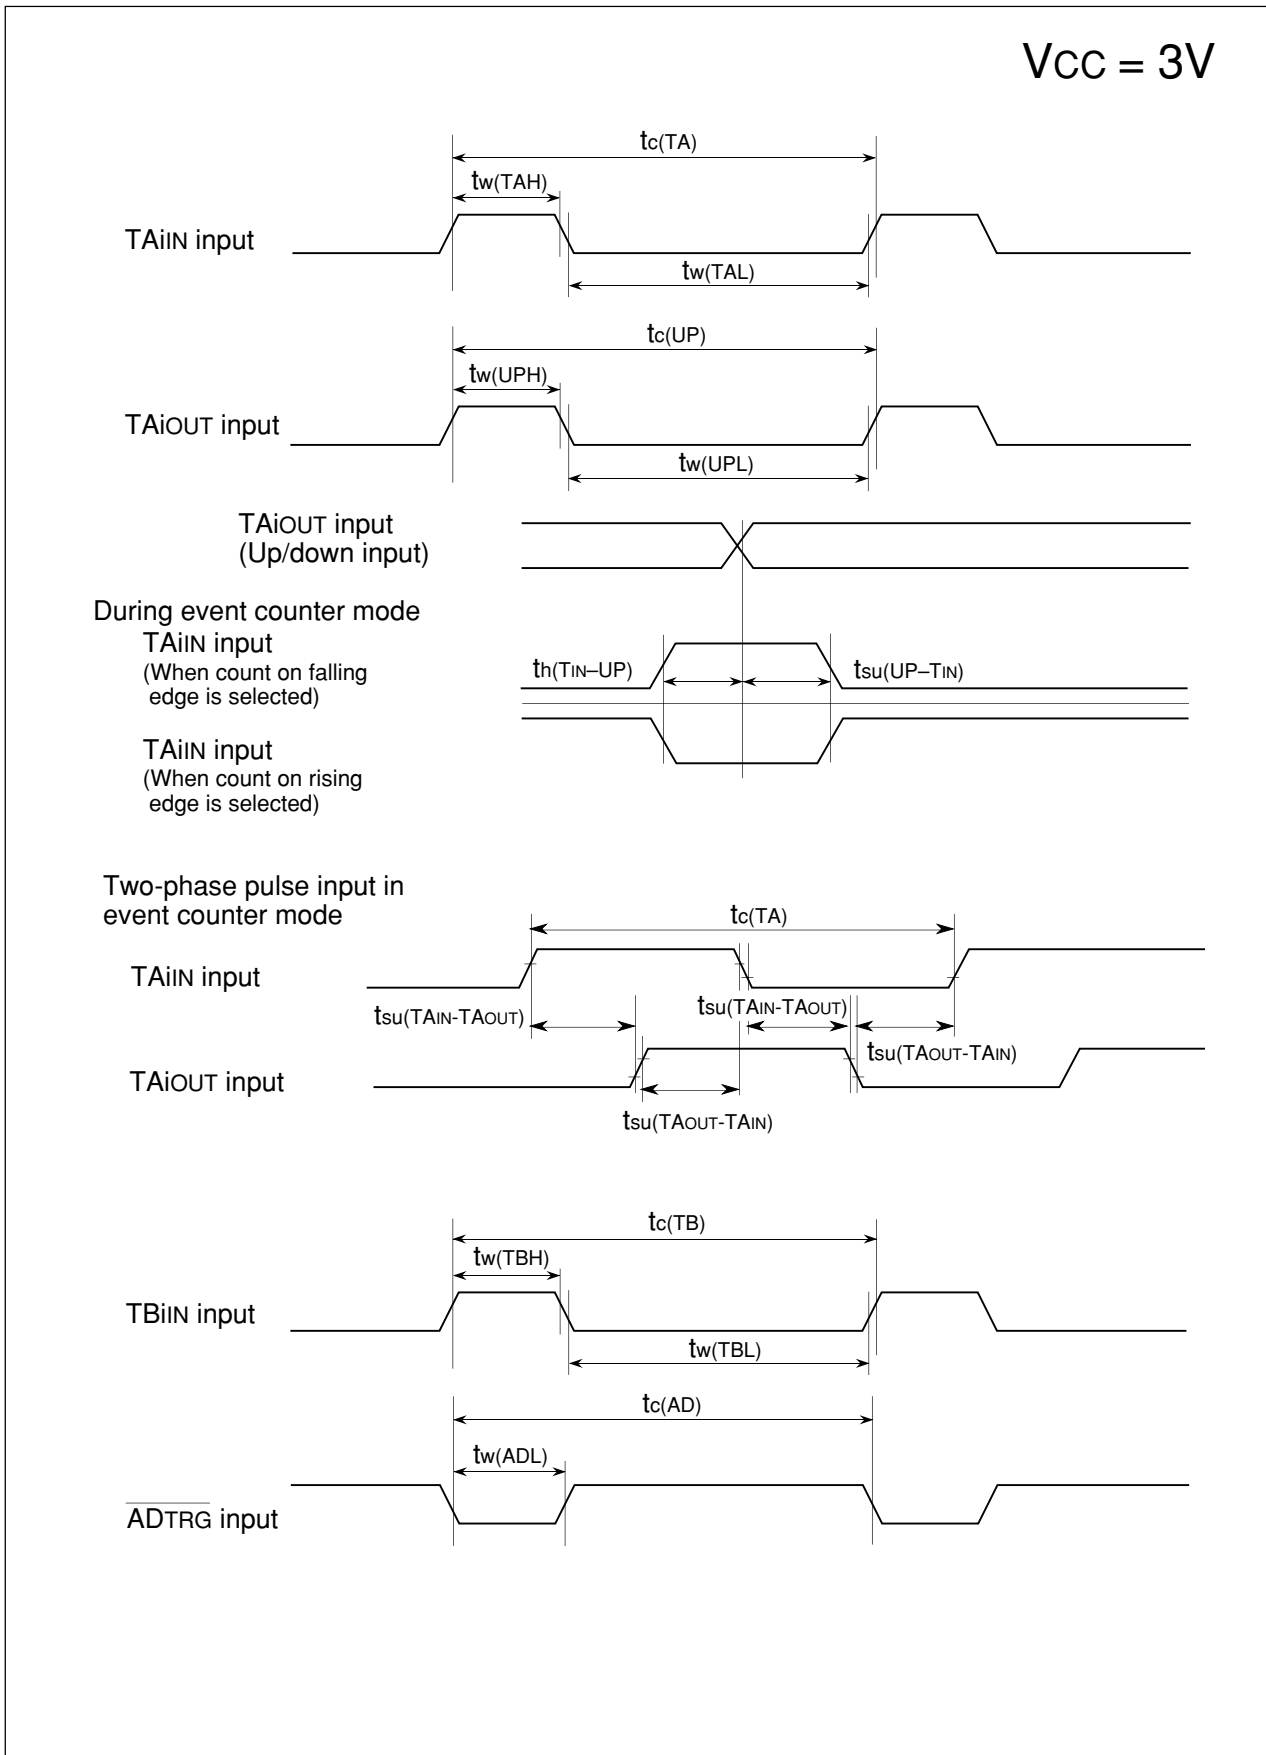 VCC = 3V
tc(TA)
tw(TAH)
TAiIN input
tw(TAL)
tc(UP)
tw(UPH)
TAiOUT input
tw(UPL)
TAiOUT input
(Up/down input)
During event counter mode
TAiIN input
(When count on falling
edge is selected)
th(TIN–UP)
tsu(UP–TIN)
TAiIN input
(When count on rising
edge is selected)
Two-phase pulse input in
event counter mode
tc(TA)
TAiIN input
tsu(TAIN-TAOUT)
tsu(TAIN-TAOUT)
tsu(TAOUT-TAIN)
TAiOUT input
tsu(TAOUT-TAIN)
tc(TB)
tw(TBH)
TBiIN input
tw(TBL)
tc(AD)
tw(ADL)
ADTRG input